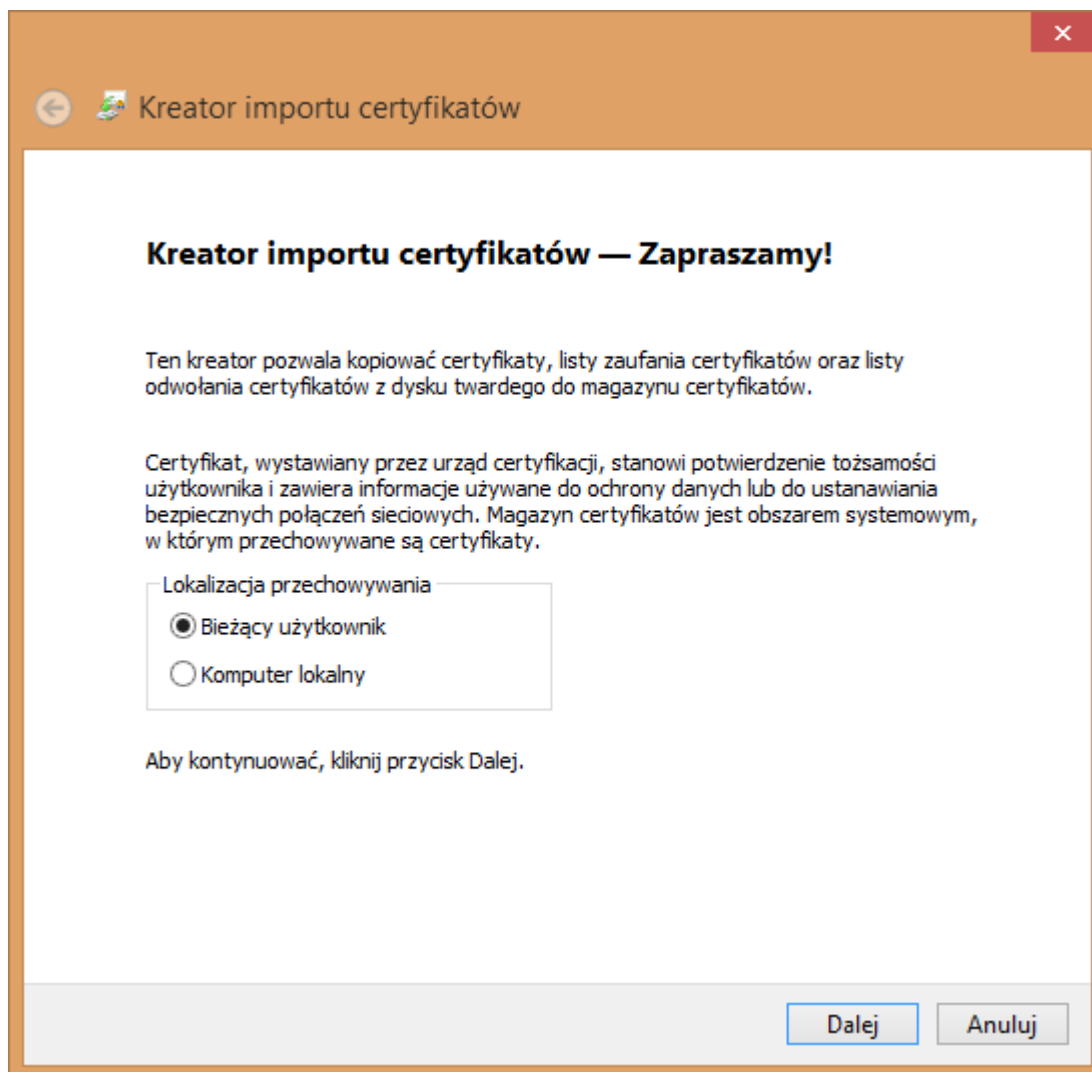 Kreator importu certyfikatów
Kreator importu certyfikatów — Zapraszamy!
Ten kreator pozwala kopiować certyfikaty, listy zaufania certyfikatów oraz listy
odwołania certyfikatów z dysku twardego do magazynu certyfikatów.
Certyfikat, wystawiany przez urząd certyfikacji, stanowi potwierdzenie tożsamości
użytkownika i zawiera informacje używane do ochrony danych lub do ustanawiania
bezpiecznych połączeń sieciowych. Magazyn certyfikatów jest obszarem systemowym,
w którym przechowywane są certyfikaty.
Lokalizacja przechowywania
Bieżący użytkownik
Komputer lokalny
Aby kontynuować, kliknij przycisk Dalej.
Dalej
Anuluj